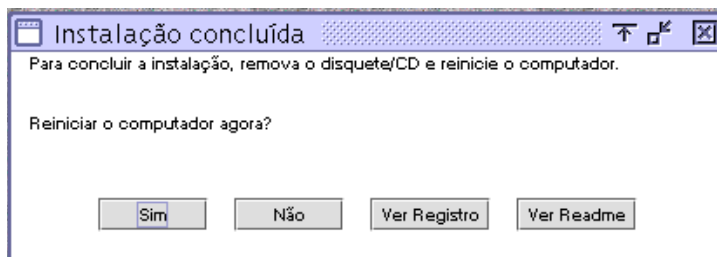 Instalação concluída
Para concluir a instalação, remova o disquete/CD e reinicie o computador.
Reiniciar o computador agora?
Sim Não Ver Registro Ver Readme